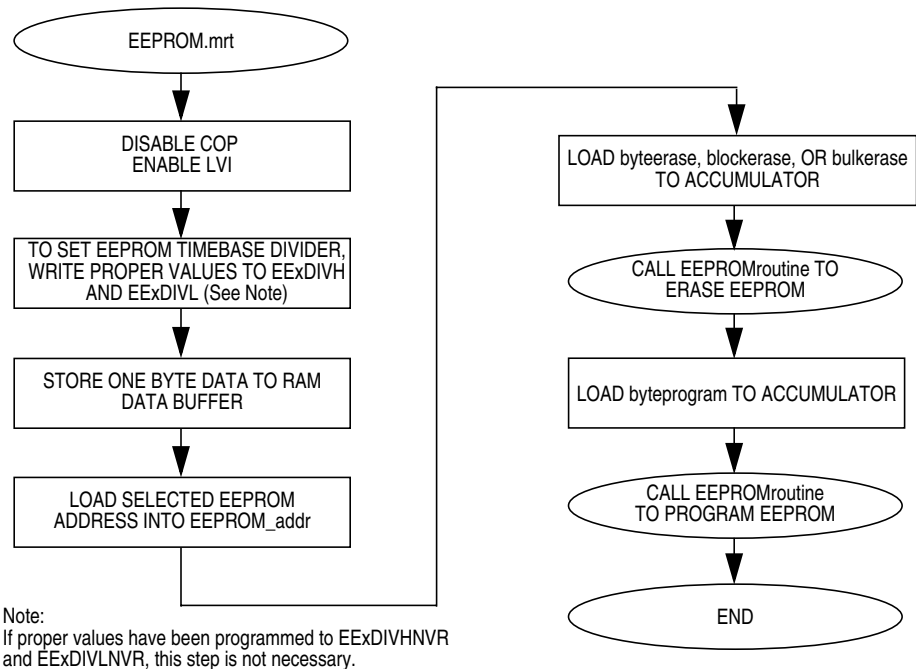 EEPROM.mrt
DISABLE COP
ENABLE LVI
TO SET EEPROM TIMEBASE DIVIDER,
WRITE PROPER VALUES TO EExDIVH
AND EExDIVL (See Note)
STORE ONE BYTE DATA TO RAM
DATA BUFFER
LOAD SELECTED EEPROM
ADDRESS INTO EEPROM_addr
Note:
If proper values have been programmed to EExDIVHNVR
and EExDIVLNVR, this step is not necessary.
LOAD byteerase, blockerase, OR bulkerase
TO ACCUMULATOR
CALL EEPROMroutine TO
ERASE EEPROM
LOAD byteprogram TO ACCUMULATOR
CALL EEPROMroutine
TO PROGRAM EEPROM
END